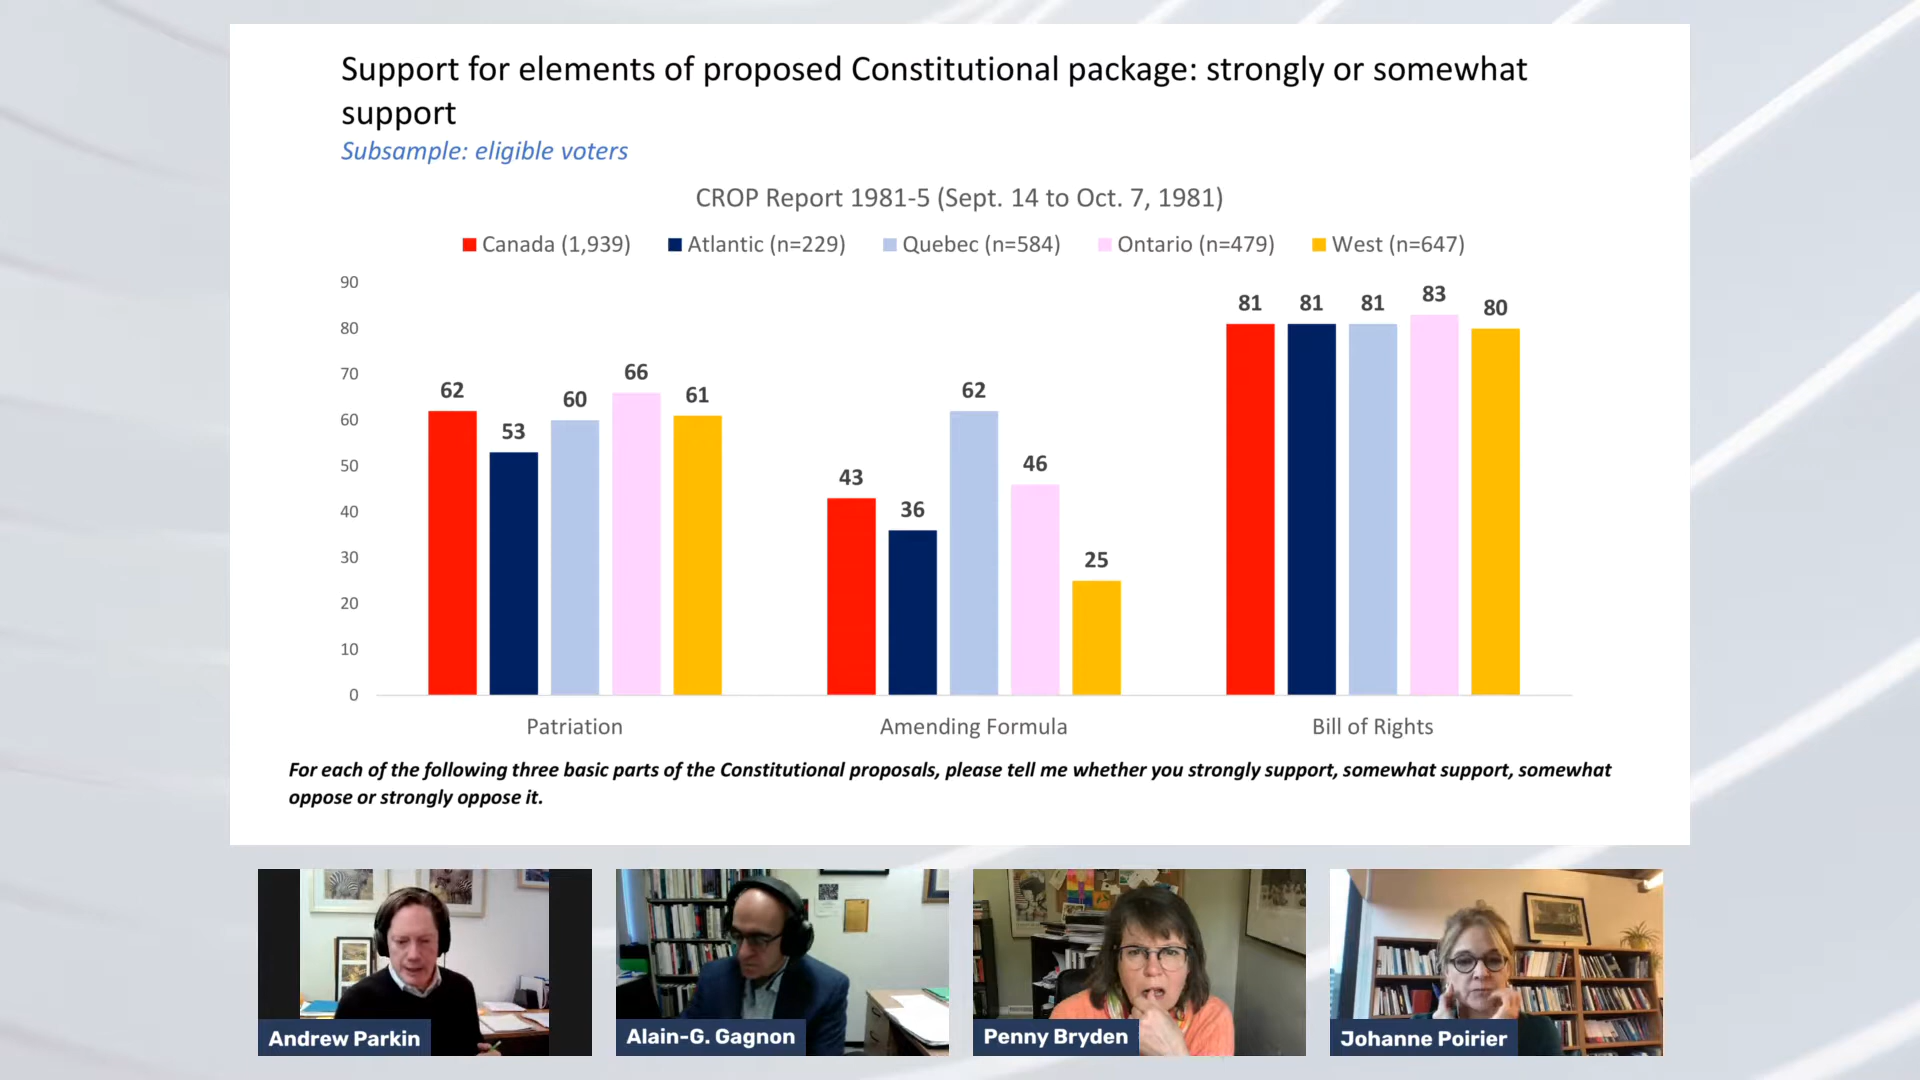 Support for elements of proposed Constitutional package: strongly or somewhat
support
Subsample: eligible voters
CROP Report 1981-5 (Sept. 14 to Oct. 7, 1981)
Canada (1,939) Atlantic (n=229) Quebec (n=584) Ontario (n=479) West (n=647)
90
80
70
60
50
40
30
20
10
0
62 53 60 66 61
43 36 62 46 25
81 81 81 83 80
Patriation Amending Formula Bill of Rights
For each of the following three basic parts of the Constitutional proposals, please tell me whether you strongly support, somewhat support, somewhat
oppose or strongly oppose it.
Andrew Parkin
Alain-G. Gagnon
Penny Bryden
Johanne Poirier